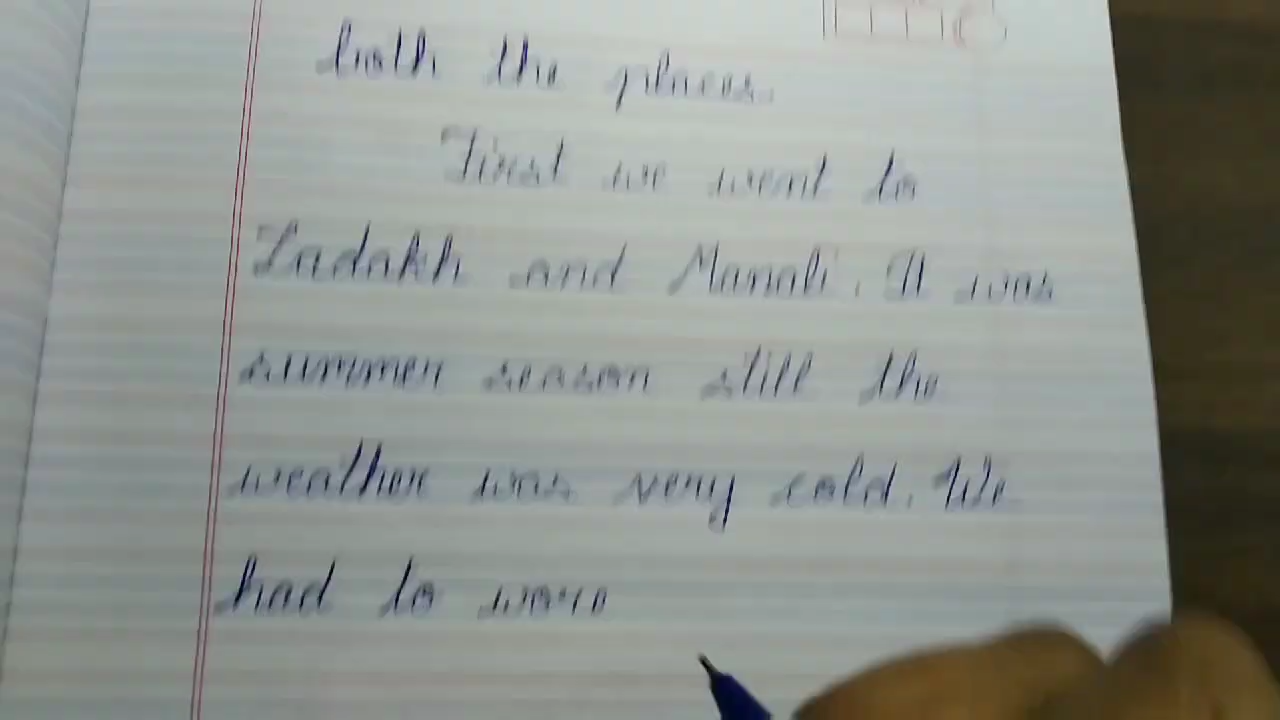 both the places.
First we went to
Ladakh and Manali. It was
summer season still the
weather was very cold. We
had to ware